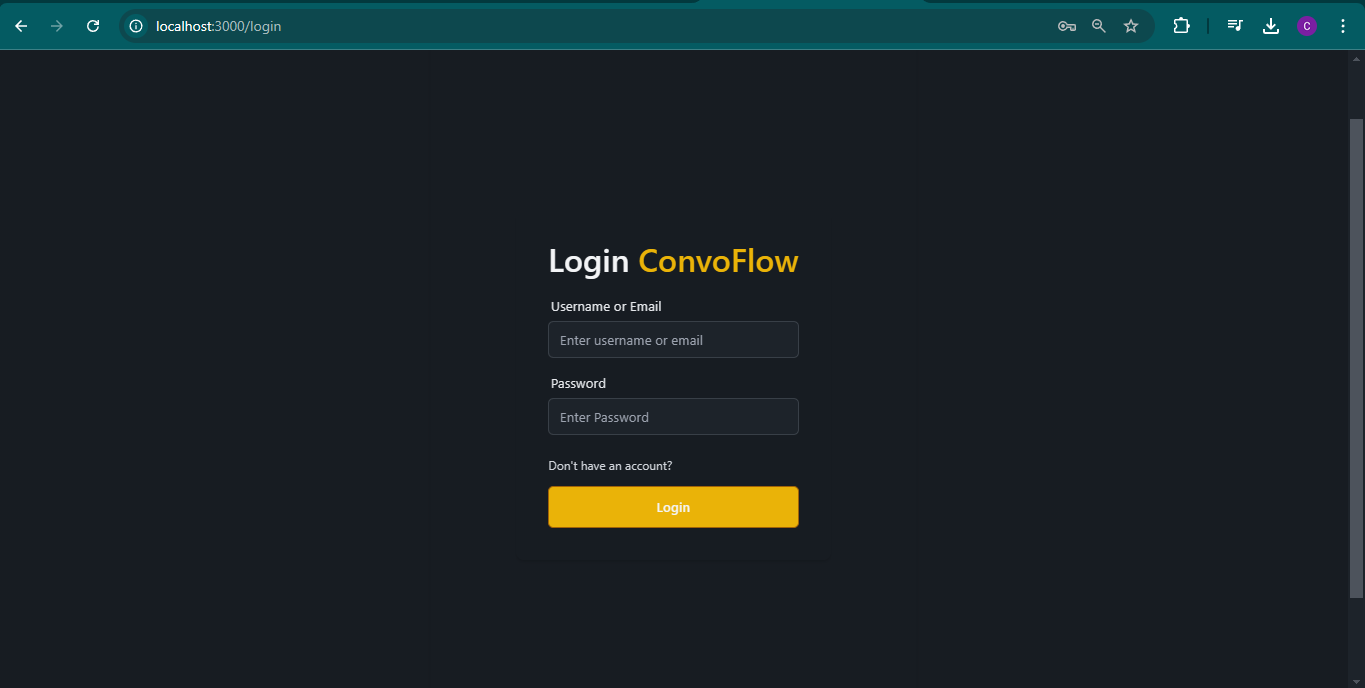 localhost:3000/login
C
Login ConvoFlow
Username or Email
Enter username or email
Password
Enter Password
Don't have an account?
Login